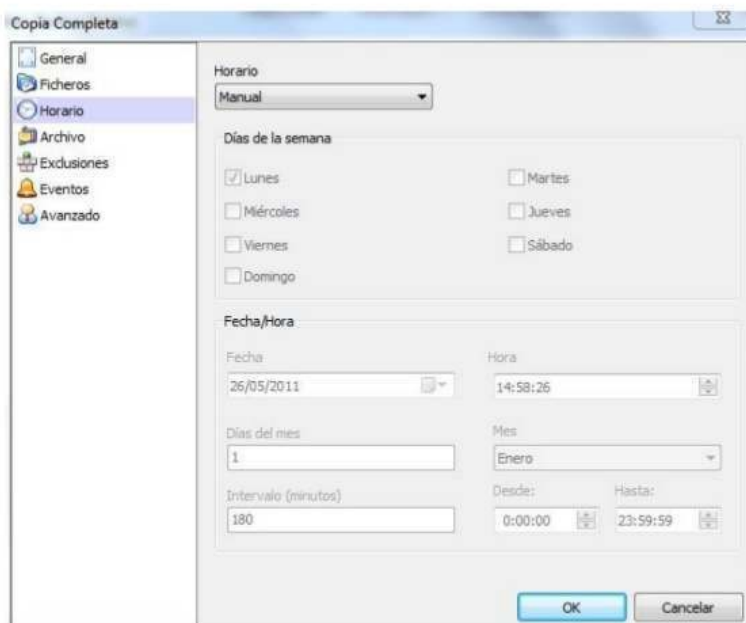 Copia Completa
General
Ficheros
Horario
Archivo
Exclusiones
Eventos
Avanzado
Horario
Manual
Días de la semana
Lunes
Martes
Miércoles
Jueves
Viernes
Sábado
Domingo
Fecha/Hora
Fecha
Hora
26/05/2011
14:58:26
Días del mes
Mes
1
Enero
Intervalo (minutos)
Desde:
Hasta:
180
0:00:00
23:59:59
OK
Cancelar